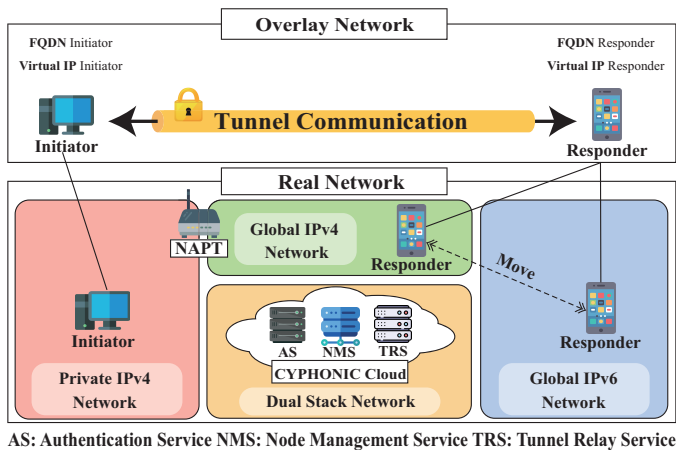 Overlay Network
FQDN Initiator
Virtual IP Initiator
FQDN Responder
Virtual IP Responder
Tunnel Communication
Initiator
Responder
Real Network
NAPT
Global IPv4
Network
Responder
Move
Initiator
Responder
AS
NMS
TRS
CYPHONIC Cloud
Private IPv4
Network
Dual Stack Network
Global IPv6
Network
AS: Authentication Service NMS: Node Management Service TRS: Tunnel Relay Service